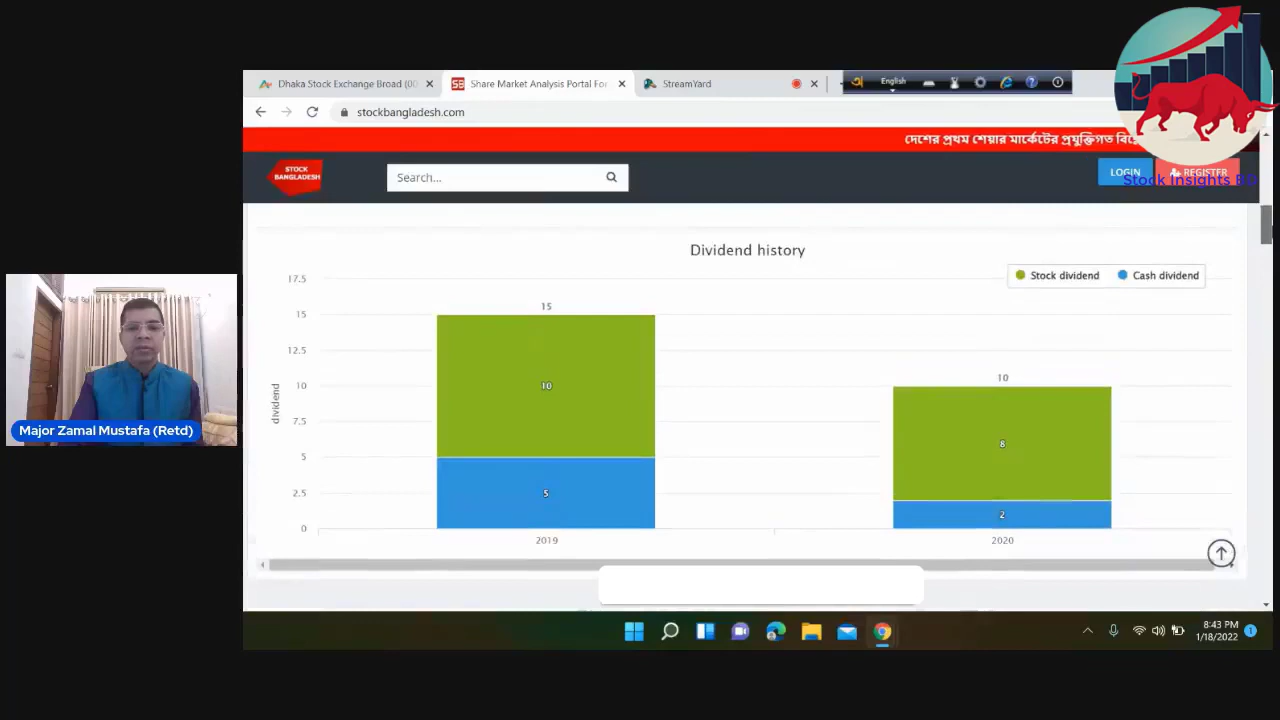 Dhaka Stock Exchange Broad (00
Share Market Analysis Portal For
StreamYard
English
stockbangladesh.com
দেশের প্রথম শেয়ার মার্কেটের প্রযুক্তিগত
STOCK BANGLADESH
Search...
LOGIN
REGISTER
Stock Insights BD
Dividend history
Stock dividend
Cash dividend
dividend
17.5
15
12.5
10
7.5
5
2.5
0
15
10
5
2019
10
8
2
2020
Major Zamal Mustafa (Retd)
8:43 PM
1/18/2022
1